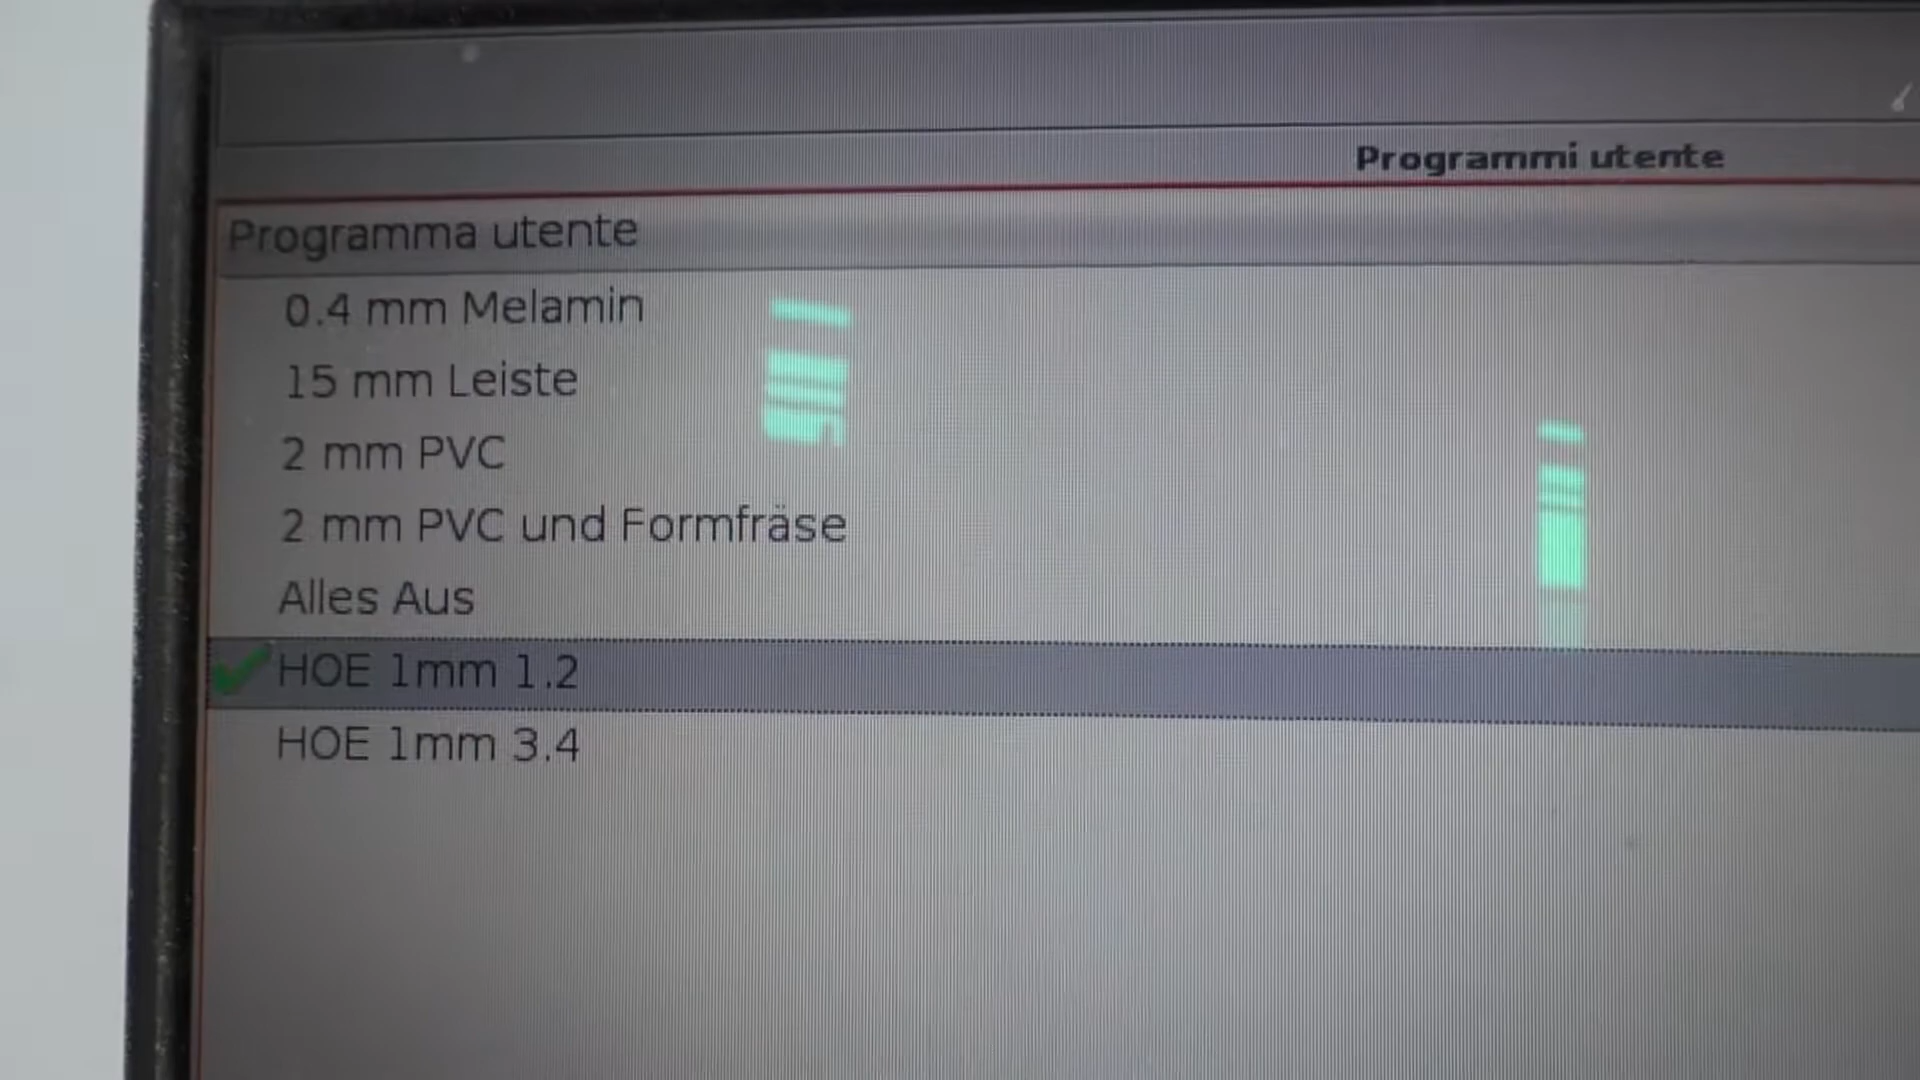 Programmi utente
Programma utente
0.4 mm Melamin
15 mm Leiste
2 mm PVC
2 mm PVC und Formfräse
Alles Aus
HOE 1mm 1.2
HOE 1mm 3.4